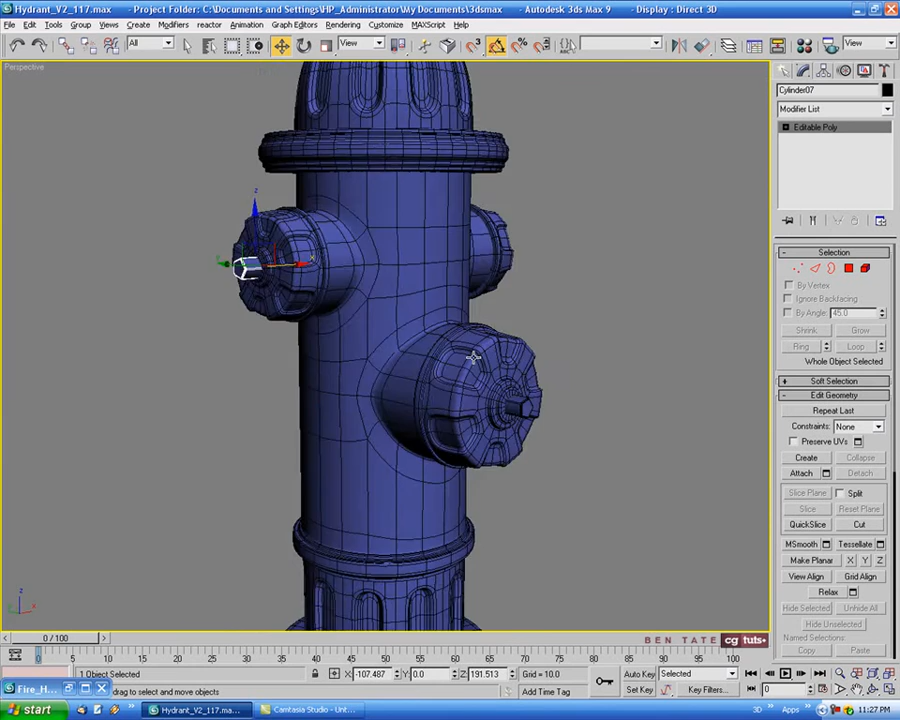 Hydrant_V2_117.max - Project Folder: C:\Documents and Settings\HP_Administrator\My Documents\3dsmax - Autodesk 3ds Max 9 - Display : Direct 3D
File Edit Tools Group Views Create Modifiers reactor Animation Graph Editors Rendering Customize MAXScript Help
All View View
Perspective
Cylinder07
Modifier List
Editable Poly
Selection
By Vertex
Ignore Backfacing
By Angle: 45.0
Shrink Grow
Ring Loop
Whole Object Selected
Soft Selection
Edit Geometry
Repeat Last
Constraints: None
Preserve UVs
Create Collapse
Attach Detach
Slice Plane Split
Slice Reset Plane
QuickSlice Cut
MSmooth Tessellate
Make Planar X Y Z
View Align Grid Align
Relax
Hide Selected Unhide All
Hide Unselected
Named Selections:
Copy Paste
z
x
y
z
x
BEN TATE cg tuts+
0 / 100
0 5 10 15 20 25 30 35 40 45 50 55 60 65 70 75 80 85 90 95 100
1 Object Selected X: -107.487 Y: 0.0 Z: 191.513 Grid = 10.0 Auto Key Selected
Fire_H... drag to select and move objects Add Time Tag Set Key Key Filters... 0
start Hydrant_V2_117.ma... Camtasia Studio - Unt... 3D Apps 11:27 PM